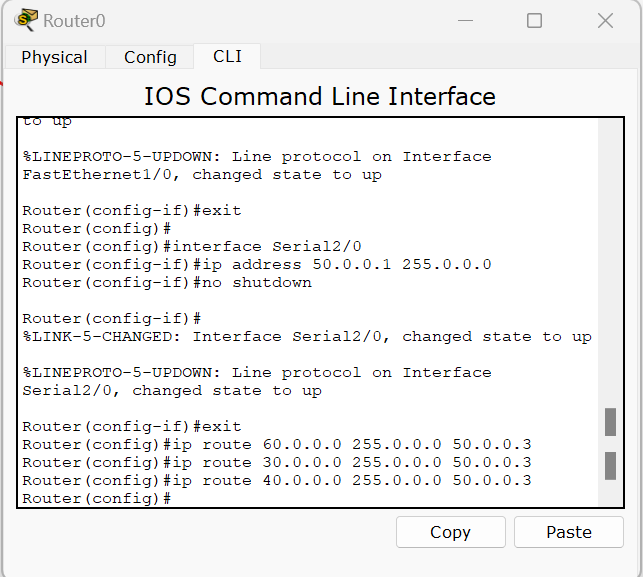 Router0
Physical Config CLI
IOS Command Line Interface
to up
%LINEPROTO-5-UPDOWN: Line protocol on Interface
FastEthernet1/0, changed state to up
Router(config-if)#exit
Router(config)#
Router(config)#interface Serial2/0
Router(config-if)#ip address 50.0.0.1 255.0.0.0
Router(config-if)#no shutdown
Router(config-if)#
%LINK-5-CHANGED: Interface Serial2/0, changed state to up
%LINEPROTO-5-UPDOWN: Line protocol on Interface
Serial2/0, changed state to up
Router(config-if)#exit
Router(config)#ip route 60.0.0.0 255.0.0.0 50.0.0.3
Router(config)#ip route 30.0.0.0 255.0.0.0 50.0.0.3
Router(config)#ip route 40.0.0.0 255.0.0.0 50.0.0.3
Router(config)#
Copy Paste